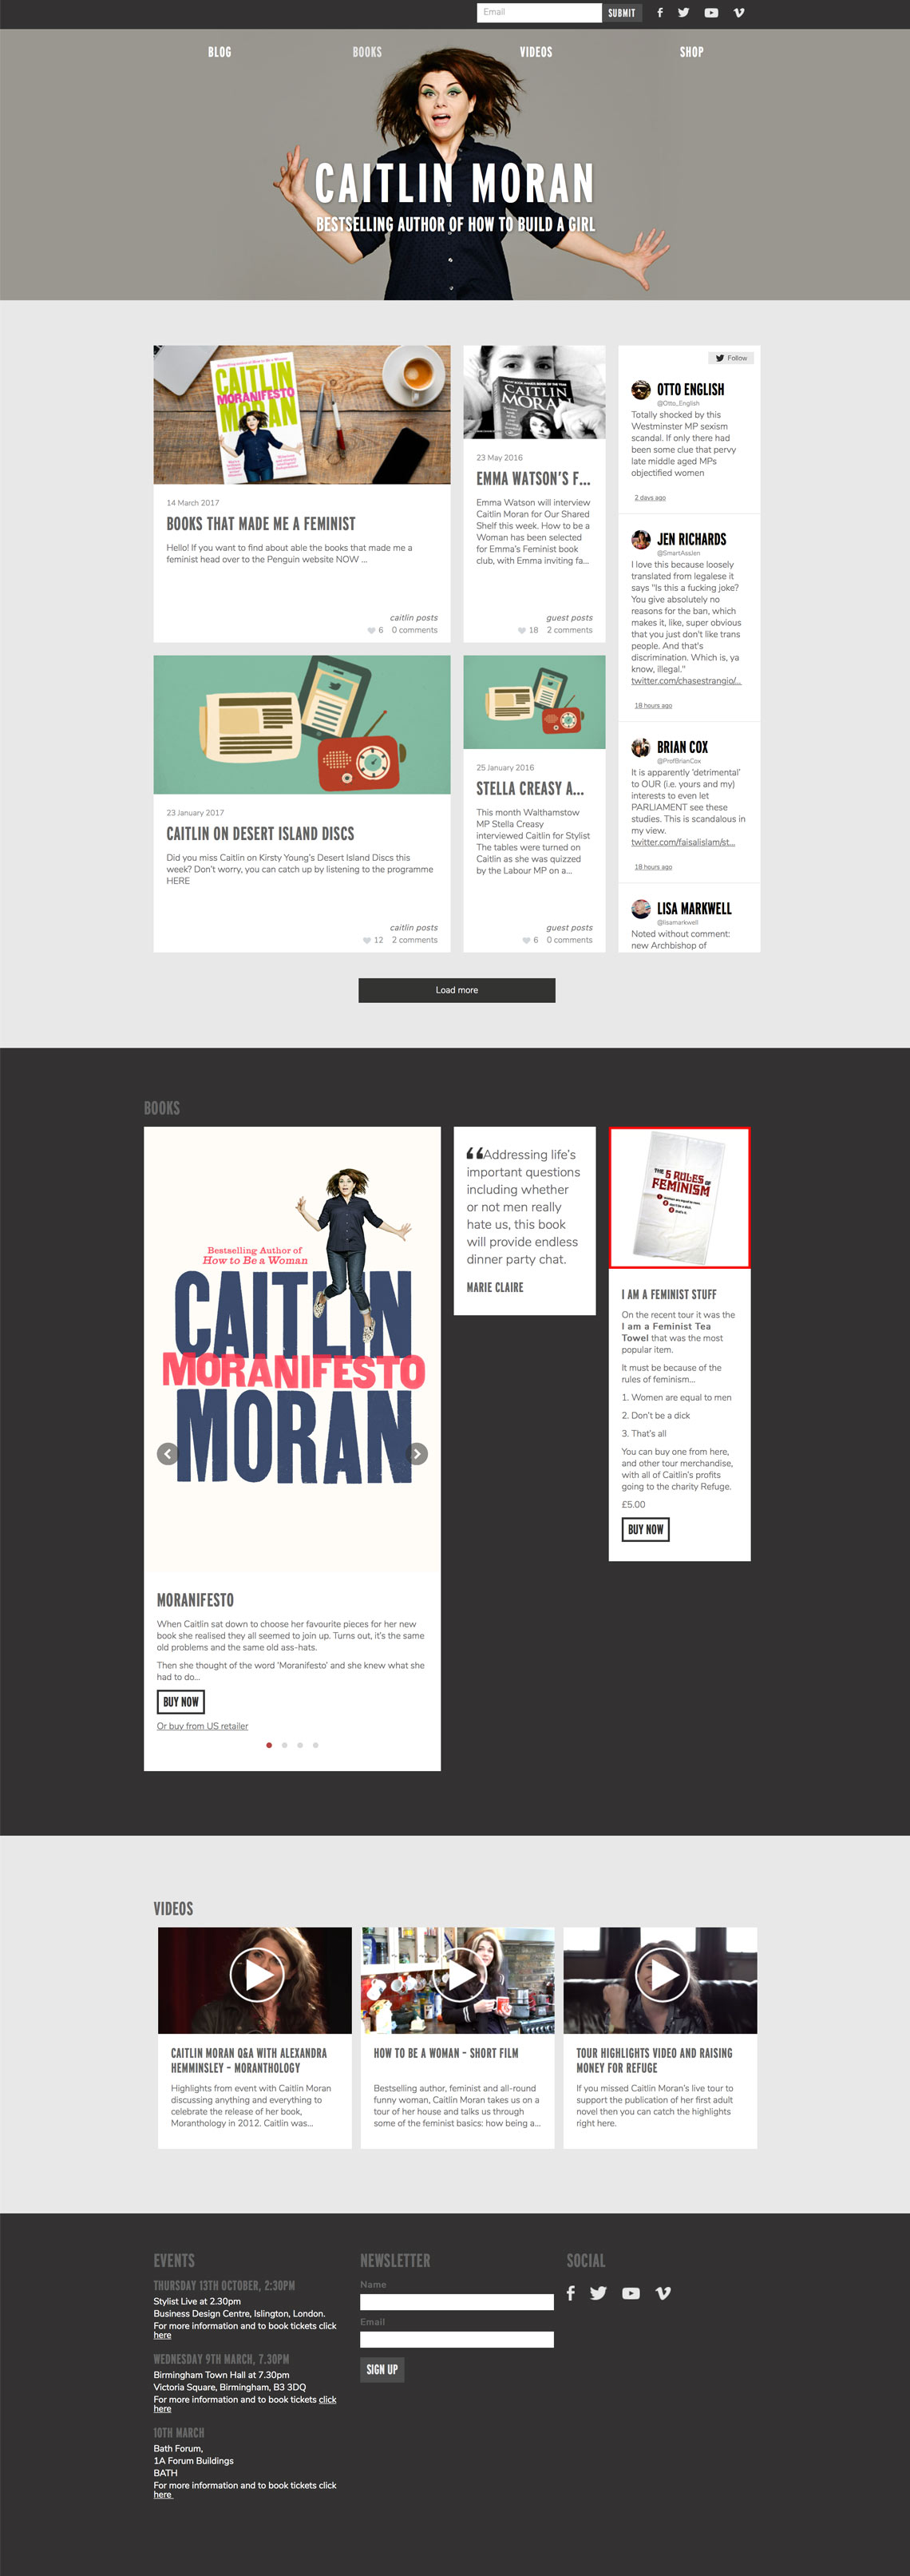 Email
SUBMIT
BLOG
BOOKS
VIDEOS
SHOP
CAITLIN MORAN
BESTSELLING AUTHOR OF HOW TO BUILD A GIRL
CAITLIN
MORANIFESTO
MORAN
14 March 2017
BOOKS THAT MADE ME A FEMINIST
Hello! If you want to find about able the books that made me a
feminist head over to the Penguin website NOW ...
caitlin posts
6 0 comments
CAITLIN
MORAN
23 May 2016
EMMA WATSON'S F...
Emma Watson will interview
Caitlin Moran for Our Shared
Shelf this week. How to be a
Woman has been selected
for Emma's Feminist book
club, with Emma inviting fa...
guest posts
18 2 comments
23 January 2017
CAITLIN ON DESERT ISLAND DISCS
Did you miss Caitlin on Kirsty Young's Desert Island Discs this
week? Don't worry, you can catch up by listening to the programme
HERE
caitlin posts
12 2 comments
25 January 2016
STELLA CREASY A...
This month Walthamstow
MP Stella Creasy
interviewed Caitlin for Stylist
The tables were turned on
Caitlin as she was quizzed
by the Labour MP on a...
guest posts
6 0 comments
Follow
OTTO ENGLISH
@Otto_English
Totally shocked by this
Westminster MP sexism
scandal. If only there had
been some clue that pervy
late middle aged MPs
objectified women
2 days ago
JEN RICHARDS
@SmartAssJen
I love this because loosely
translated from legalese it
says "Is this a fucking joke?
You give absolutely no
reasons for the ban, which
makes it, like, super obvious
that you just don't like trans
people. And that's
discrimination. Which is, ya
know, illegal."
twitter.com/chasestrangio/...
18 hours ago
BRIAN COX
@ProfBrianCox
It is apparently 'detrimental'
to OUR (i.e. yours and my)
interests to even let
PARLIAMENT see these
studies. This is scandalous in
my view.
twitter.com/faisalislam/st...
18 hours ago
LISA MARKWELL
@lisamarkwell
Noted without comment:
new Archbishop of
Load more
BOOKS
Bestselling Author of
How to Be a Woman
CAITLIN
MORANIFESTO
MORAN
MORANIFESTO
When Caitlin sat down to choose her favourite pieces for her new
book she realised they all seemed to join up. Turns out, it's the same
old problems and the same old ass-hats.
Then she thought of the word 'Moranifesto' and she knew what she
had to do...
BUY NOW
Or buy from US retailer
“Addressing life's
important questions
including whether
or not men really
hate us, this book
will provide endless
dinner party chat.
MARIE CLAIRE
THE 5 RULES OF
FEMINISM
I AM A FEMINIST STUFF
On the recent tour it was the
I am a Feminist Tea
Towel that was the most
popular item.
It must be because of the
rules of feminism...
1. Women are equal to men
2. Don't be a dick
3. That's all
You can buy one from here,
and other tour merchandise,
with all of Caitlin's profits
going to the charity Refuge.
£5.00
BUY NOW
VIDEOS
CAITLIN MORAN Q&A WITH ALEXANDRA
HEMMINSLEY – MORANTHOLOGY
Highlights from event with Caitlin Moran
discussing anything and everything to
celebrate the release of her book,
Moranthology in 2012. Caitlin was...
HOW TO BE A WOMAN – SHORT FILM
Bestselling author, feminist and all-round
funny woman, Caitlin Moran takes us on a
tour of her house and talks us through
some of the feminist basics: how being a...
TOUR HIGHLIGHTS VIDEO AND RAISING
MONEY FOR REFUGE
If you missed Caitlin Moran's live tour to
support the publication of her first adult
novel then you can catch the highlights
right here.
EVENTS
THURSDAY 13TH OCTOBER, 2:30PM
Stylist Live at 2.30pm
Business Design Centre, Islington, London.
For more information and to book tickets click
here
WEDNESDAY 9TH MARCH, 7.30PM
Birmingham Town Hall at 7.30pm
Victoria Square, Birmingham, B3 3DQ
For more information and to book tickets click
here
10TH MARCH
Bath Forum,
1A Forum Buildings
BATH
For more information and to book tickets click
here
NEWSLETTER
Name
Email
SIGN UP
SOCIAL